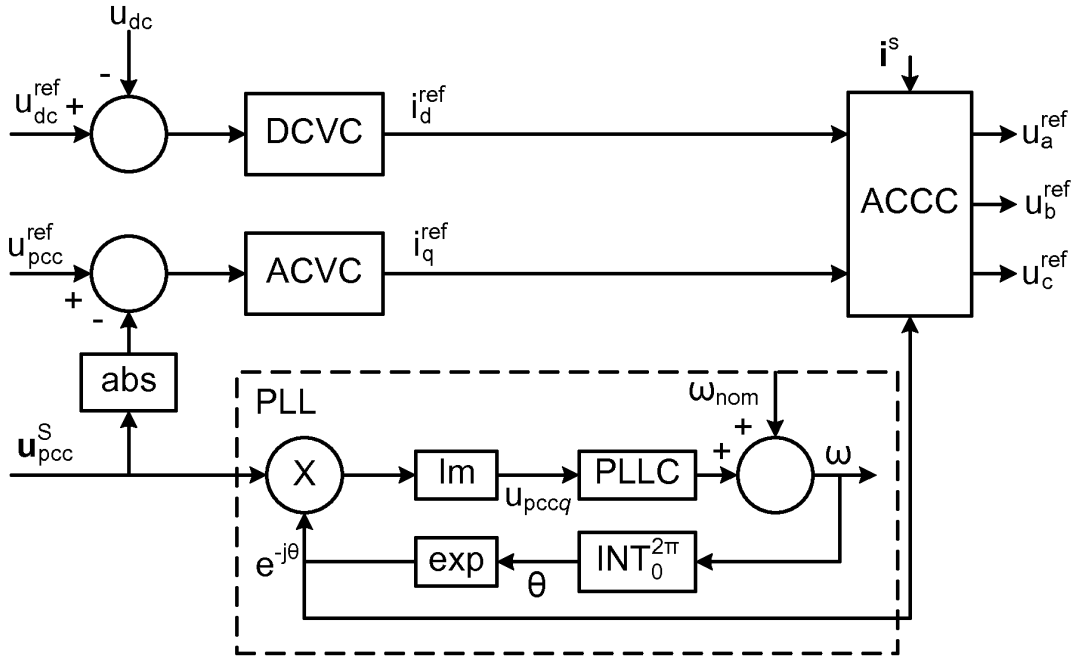 u_dc
-
u_dc^ref +
DCVC
i_d^ref
i^s
ACCC
u_a^ref
u_b^ref
u_c^ref
u_pcc^ref
+
-
ACVC
i_q^ref
abs
PLL
ω_nom
+
+
ω
u_pcc^S
X
Im
u_pccq
PLLC
e^-jθ
exp
θ
INT_0^2π